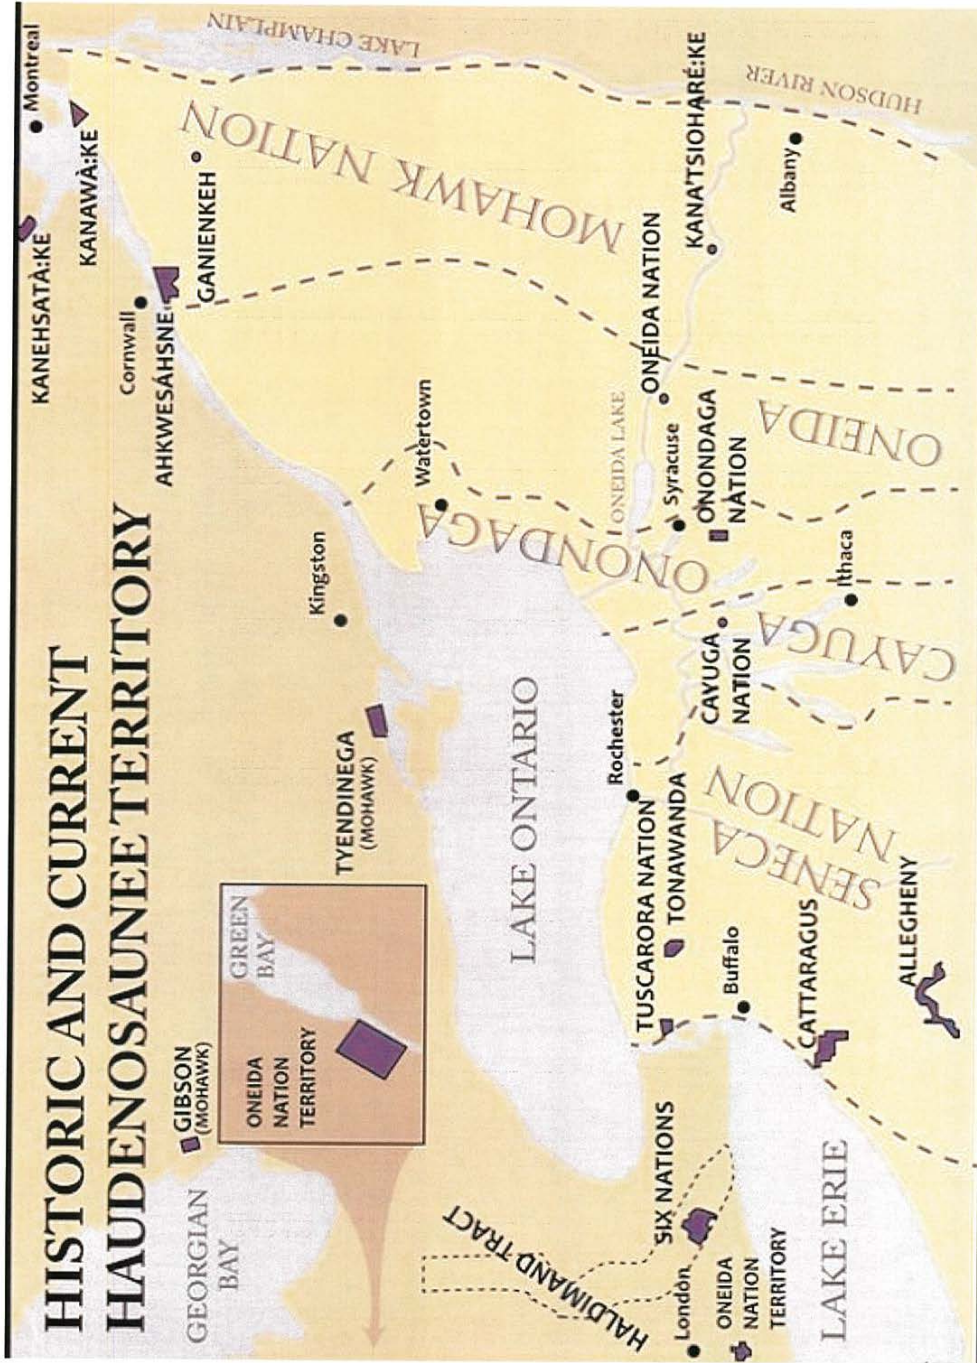 HISTORIC AND CURRENT
HAUDENOSAUNEE TERRITORY
KANEHSATÀ:KE
Montreal
KANAWÀ:KE
Cornwall
AHKWESÁHSNE
GANIENKEH
LAKE CHAMPLAIN
MOHAWK NATION
GEORGIAN
BAY
GIBSON
(MOHAWK)
GREEN
BAY
ONEIDA
NATION
TERRITORY
TYENDINEGA
(MOHAWK)
Kingston
Watertown
LAKE ONTARIO
ONONDAGA
ONEIDA LAKE
ONEIDA NATION
KANA'TSIOHARÉ:KE
HUDSON RIVER
Albany
Syracuse
ONONDAGA
NATION
ONEIDA
Rochester
CAYUGA
NATION
CAYUGA
Ithaca
TUSCARORA NATION
TONAWANDA
SENECA
NATION
Buffalo
CATTARAGUS
ALLEGHENY
HALDIMAND TRACT
SIX NATIONS
London
ONEIDA
NATION
TERRITORY
LAKE ERIE